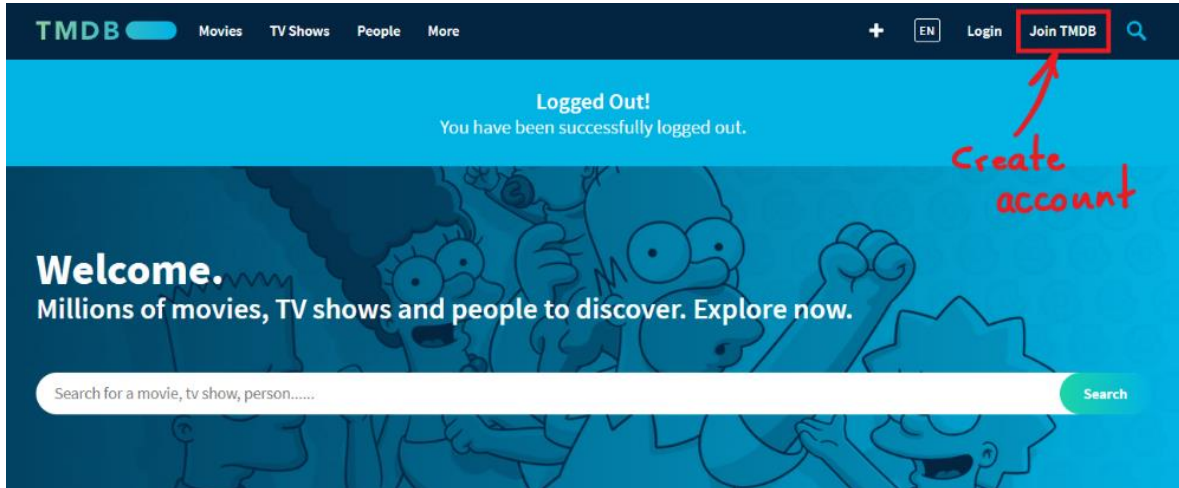 TMDB Movies TV Shows People More + EN Login Join TMDB
Logged Out!
You have been successfully logged out.
Create
account
Welcome.
Millions of movies, TV shows and people to discover. Explore now.
Search for a movie, tv show, person...... Search